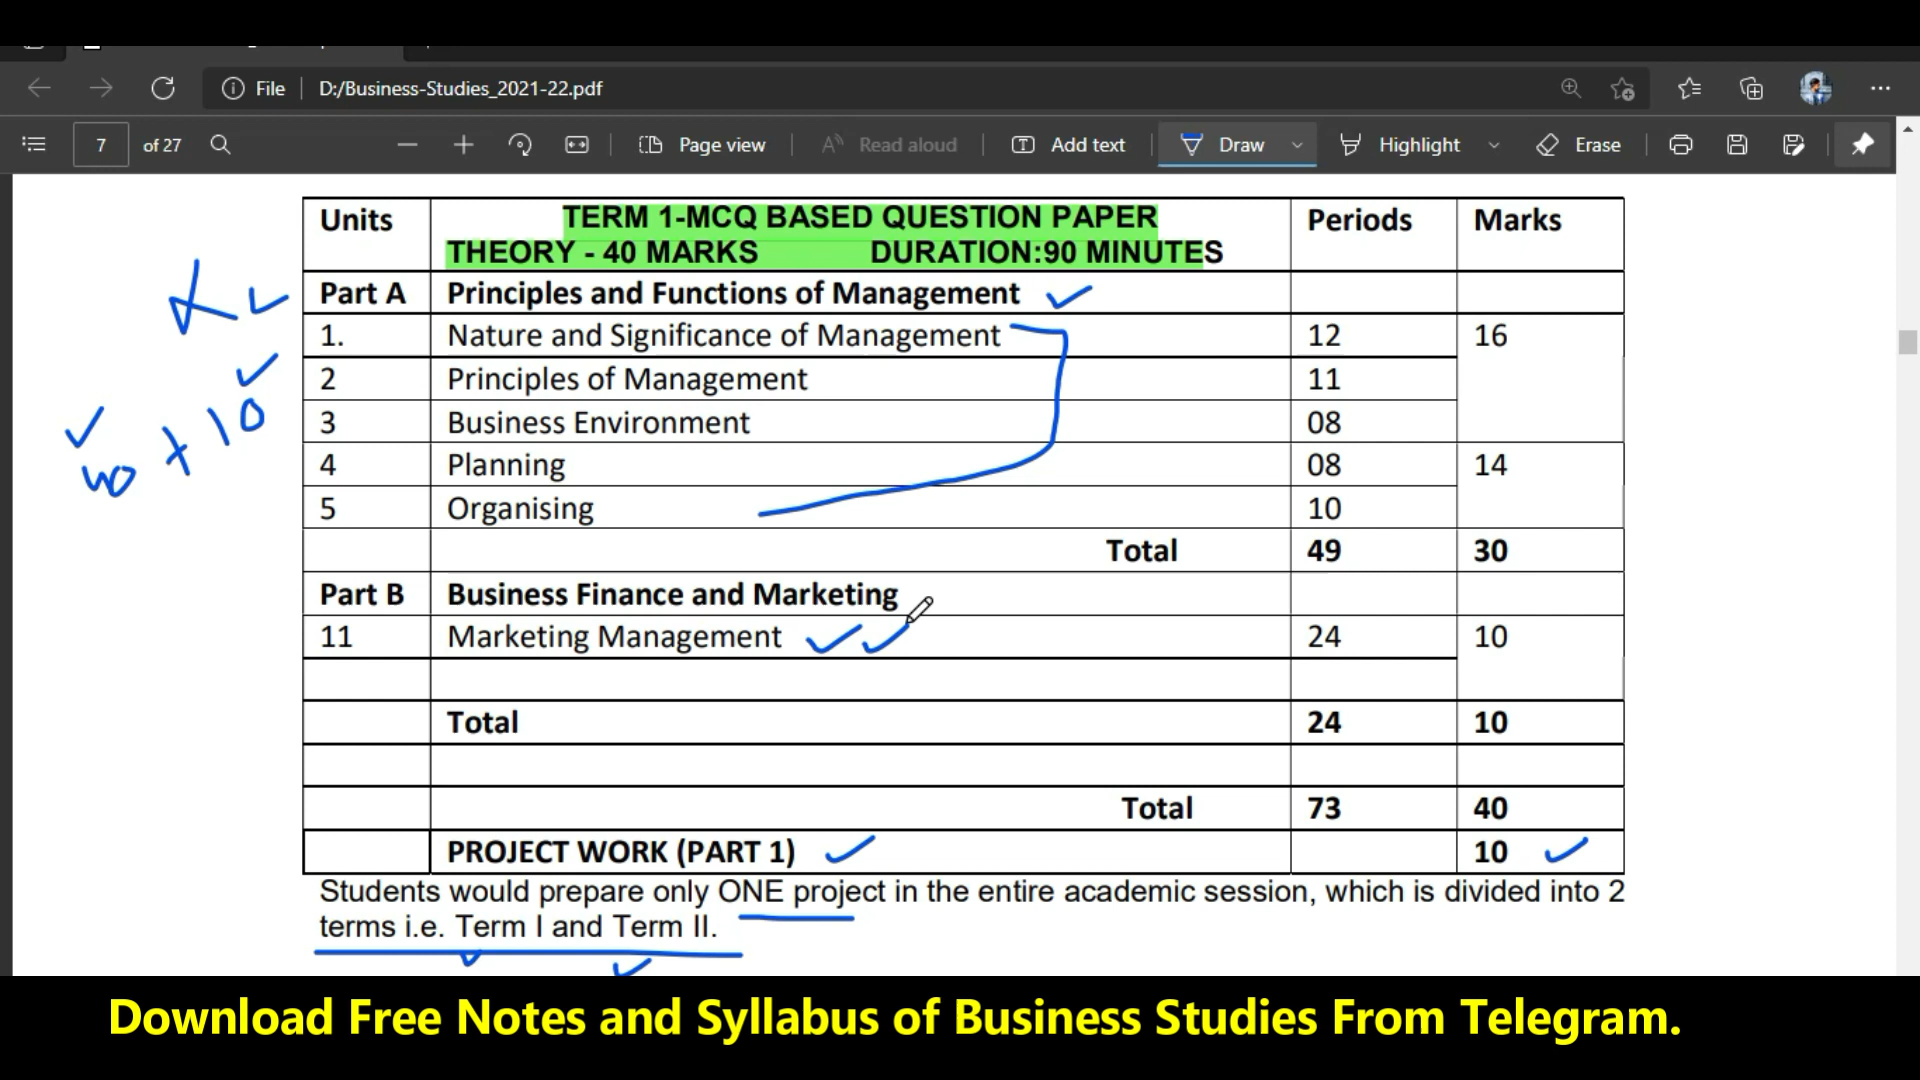 File D:/Business-Studies_2021-22.pdf
7 of 27 Page view Read aloud Add text Draw Highlight Erase
Units TERM 1-MCQ BASED QUESTION PAPER Periods Marks
THEORY - 40 MARKS DURATION:90 MINUTES
Part A Principles and Functions of Management
1. Nature and Significance of Management 12 16
2 Principles of Management 11
3 Business Environment 08
40 + 10
4 Planning 08 14
5 Organising 10
Total 49 30
Part B Business Finance and Marketing
11 Marketing Management 24 10
Total 24 10
Total 73 40
PROJECT WORK (PART 1) 10
Students would prepare only ONE project in the entire academic session, which is divided into 2
terms i.e. Term I and Term II.
Download Free Notes and Syllabus of Business Studies From Telegram.